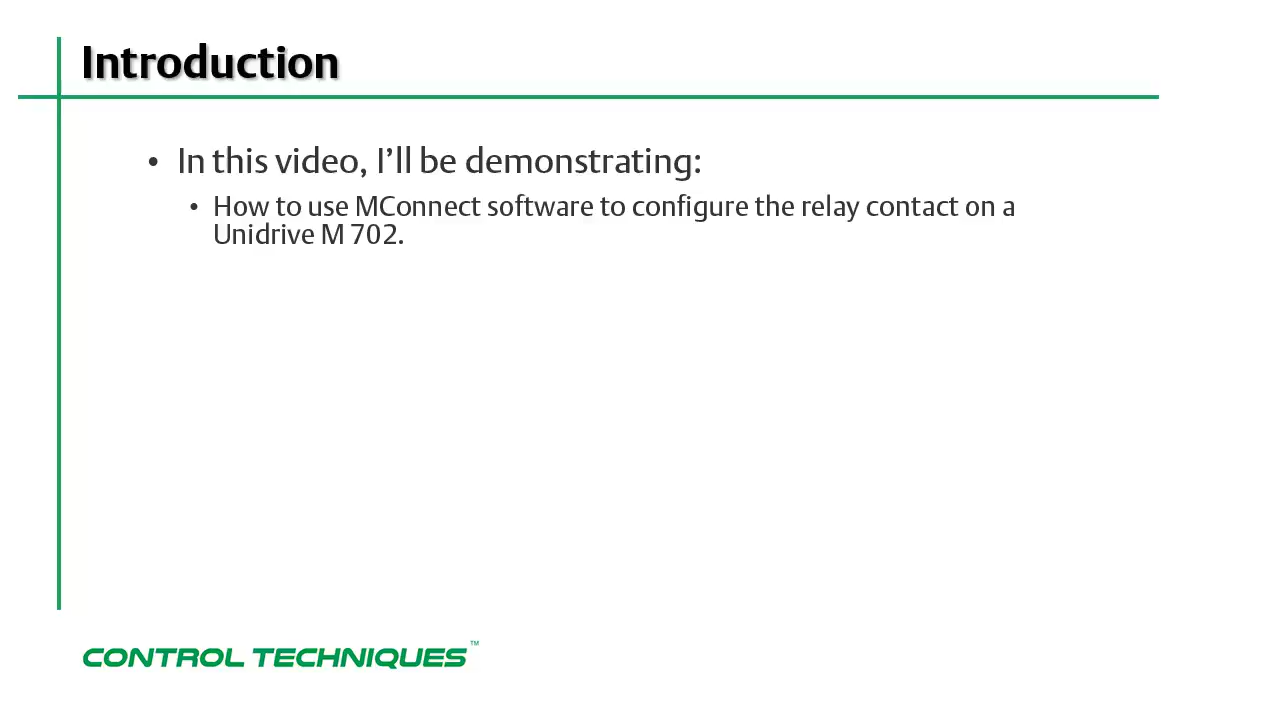 Introduction
• In this video, I’ll be demonstrating:
• How to use MConnect software to configure the relay contact on a
Unidrive M 702.
CONTROL TECHNIQUES™